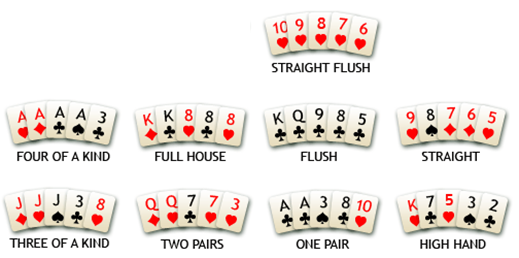 10 9 8 7 6
STRAIGHT FLUSH
A A A A 3
FOUR OF A KIND
K K 8 8 8
FULL HOUSE
K Q 9 8 5
FLUSH
9 8 7 6 5
STRAIGHT
J J J 3 8
THREE OF A KIND
Q Q 7 7 3
TWO PAIRS
A A 3 8 10
ONE PAIR
K 7 5 3 2
HIGH HAND